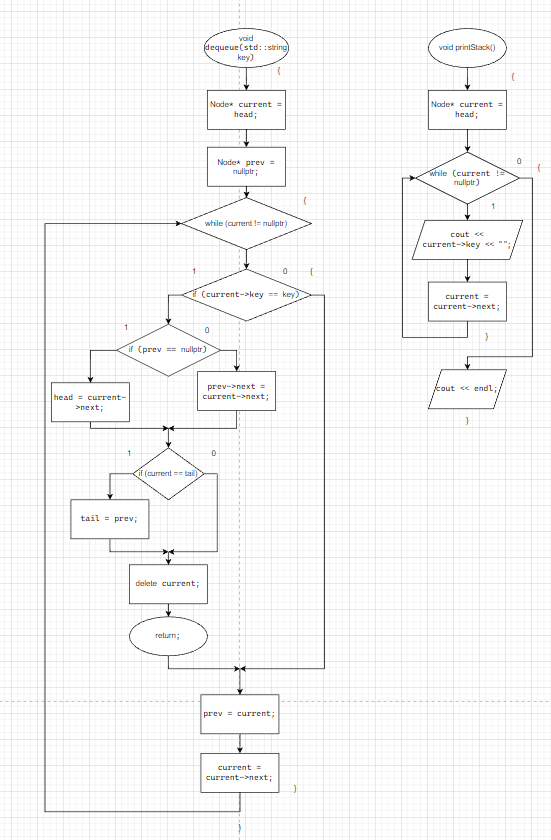 void
dequeue(std::string
key)
{
Node* current =
head;
Node* prev =
nullptr;
{
while (current != nullptr)
1
0
{
if (current->key == key)
1
0
if (prev == nullptr)
head = current-
>next;
prev->next =
current->next;
1
0
if (current == tail)
tail = prev;
delete current;
return;
prev = current;
current =
current->next;
}
}
void printStack()
{
Node* current =
head;
0
{
while (current !=
nullptr)
1
cout <<
current->key << "";
current =
current->next;
}
cout << endl;
}